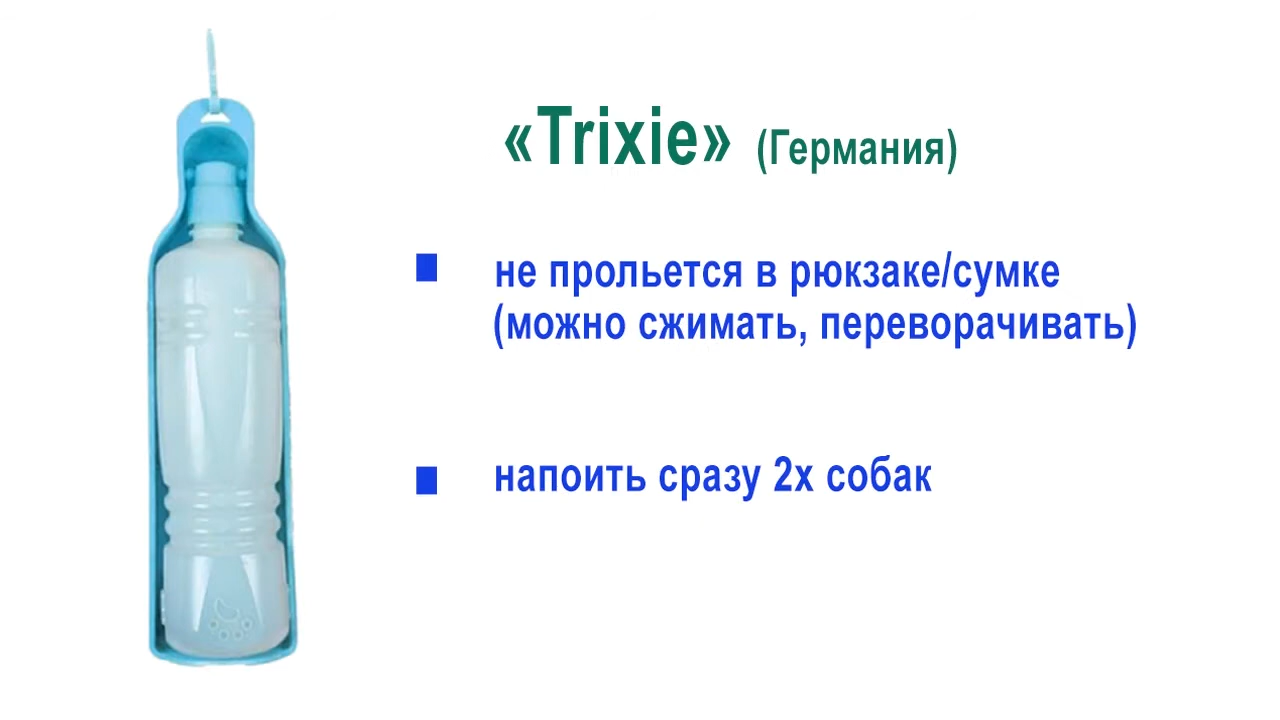 «Trixie» (Германия)
не прольется в рюкзаке/сумке
(можно сжимать, переворачивать)
напоить сразу 2х собак